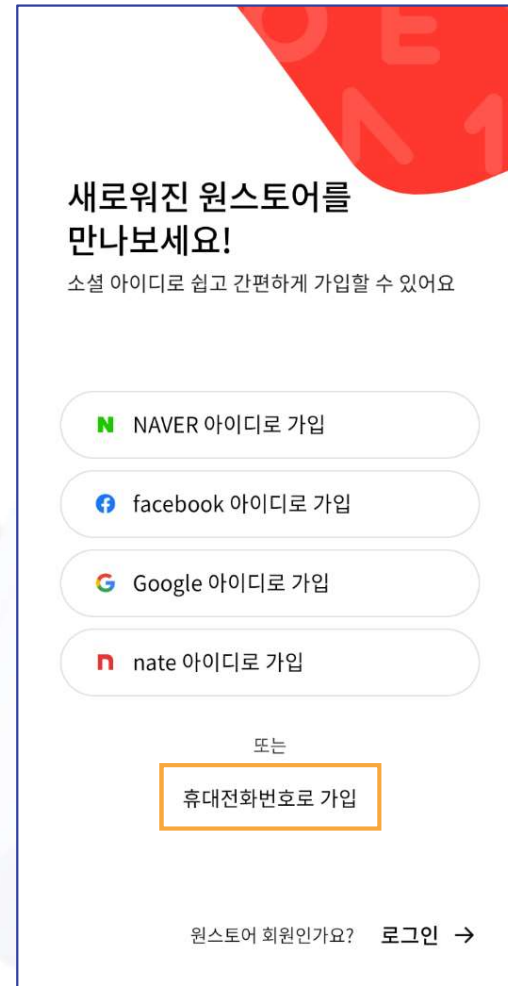 O E
N 1
새로워진 원스토어를
만나보세요!
소셜 아이디로 쉽고 간편하게 가입할 수 있어요
N NAVER 아이디로 가입
f facebook 아이디로 가입
G Google 아이디로 가입
n nate 아이디로 가입
또는
휴대전화번호로 가입
원스토어 회원인가요? 로그인 →